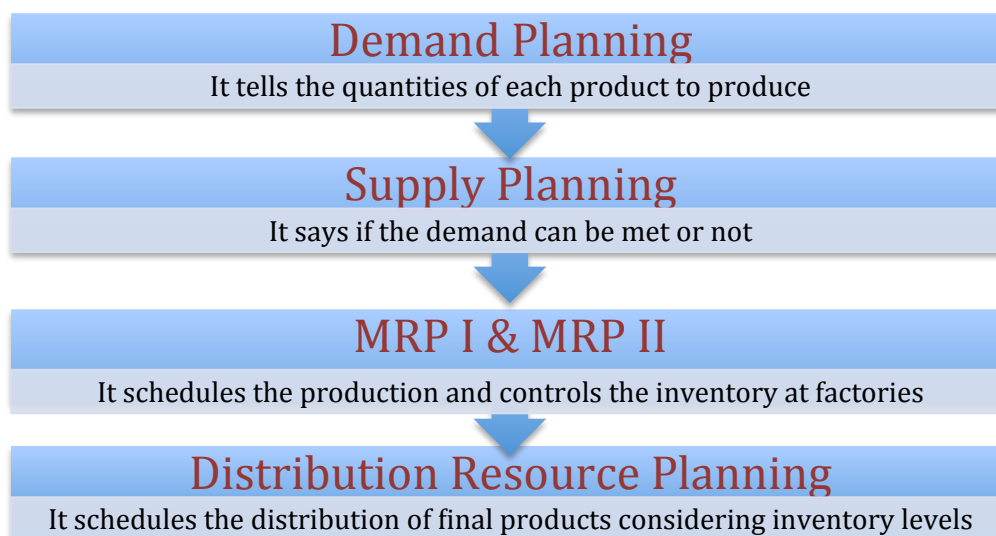 Demand Planning
It tells the quantities of each product to produce
Supply Planning
It says if the demand can be met or not
MRP I & MRP II
It schedules the production and controls the inventory at factories
Distribution Resource Planning
It schedules the distribution of final products considering inventory levels